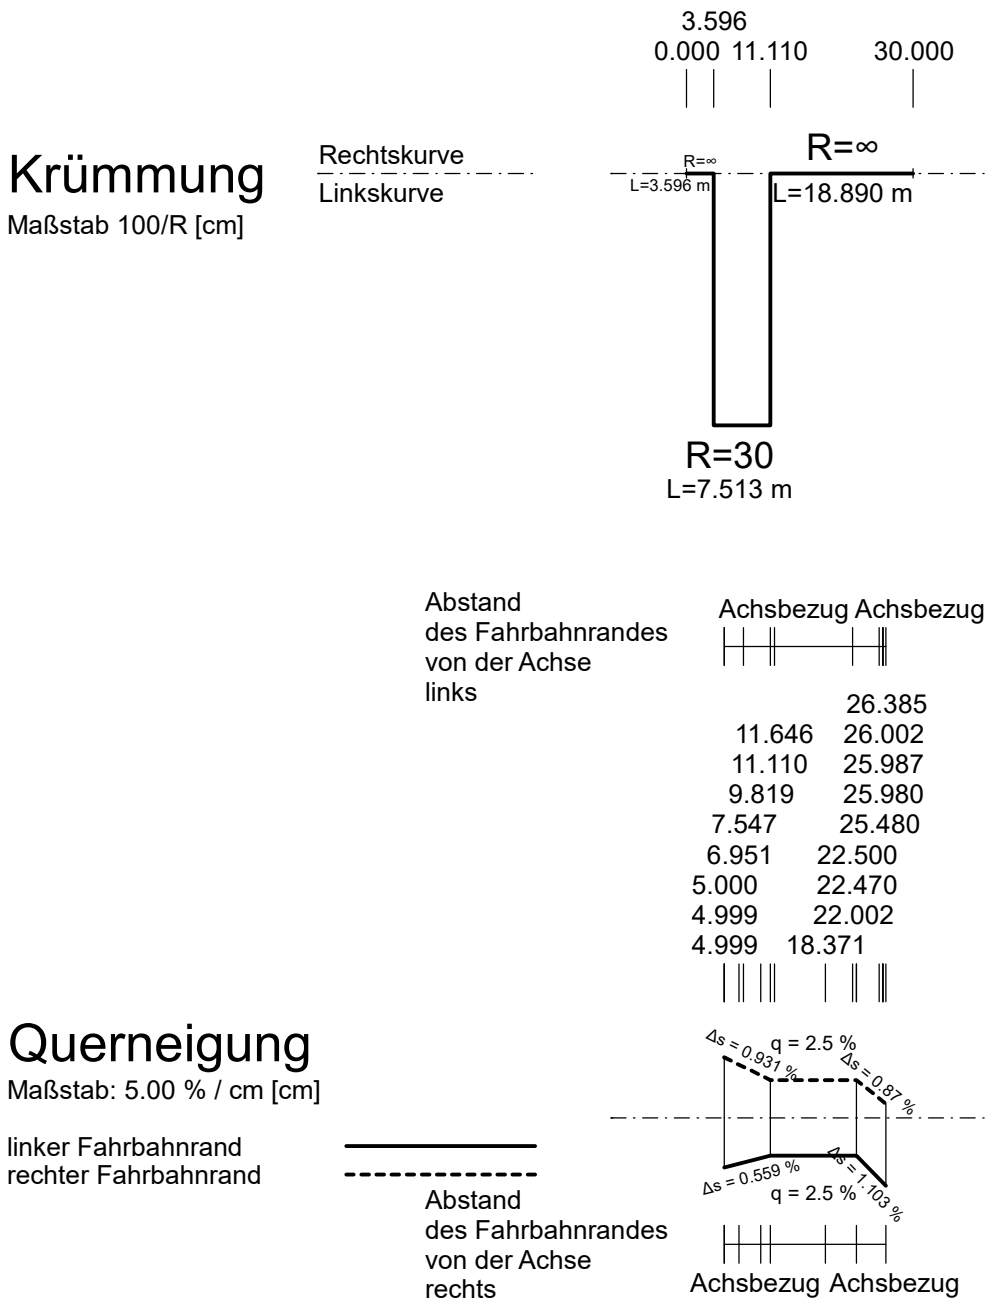 3.596
0.000 11.110 30.000
Krümmung
Maßstab 100/R [cm]
Rechtskurve
Linkskurve
R=∞
L=3.596 m
R=∞
L=18.890 m
R=30
L=7.513 m
Abstand
des Fahrbahnrandes
von der Achse
links
Achsbezug Achsbezug
26.385
11.646 26.002
11.110 25.987
9.819 25.980
7.547 25.480
6.951 22.500
5.000 22.470
4.999 22.002
4.999 18.371
Querneigung
Maßstab: 5.00 % / cm [cm]
linker Fahrbahnrand
rechter Fahrbahnrand
Δs = 0.931 %
q = 2.5 %
Δs = 0.87 %
Δs = 0.559 %
q = 2.5 %
Δs = 1.103 %
Abstand
des Fahrbahnrandes
von der Achse
rechts
Achsbezug Achsbezug